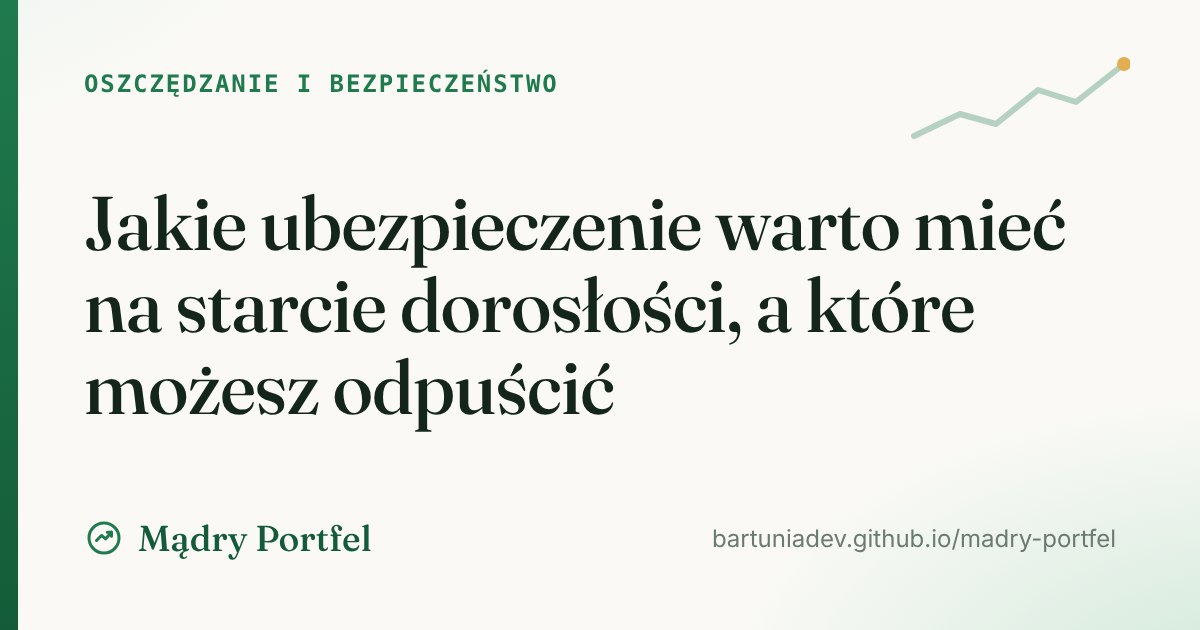 OSZCZĘDZANIE I BEZPIECZEŃSTWO
Jakie ubezpieczenie warto mieć
na starcie dorosłości, a które
możesz odpuścić
Mądry Portfel
bartuniadev.github.io/madry-portfel